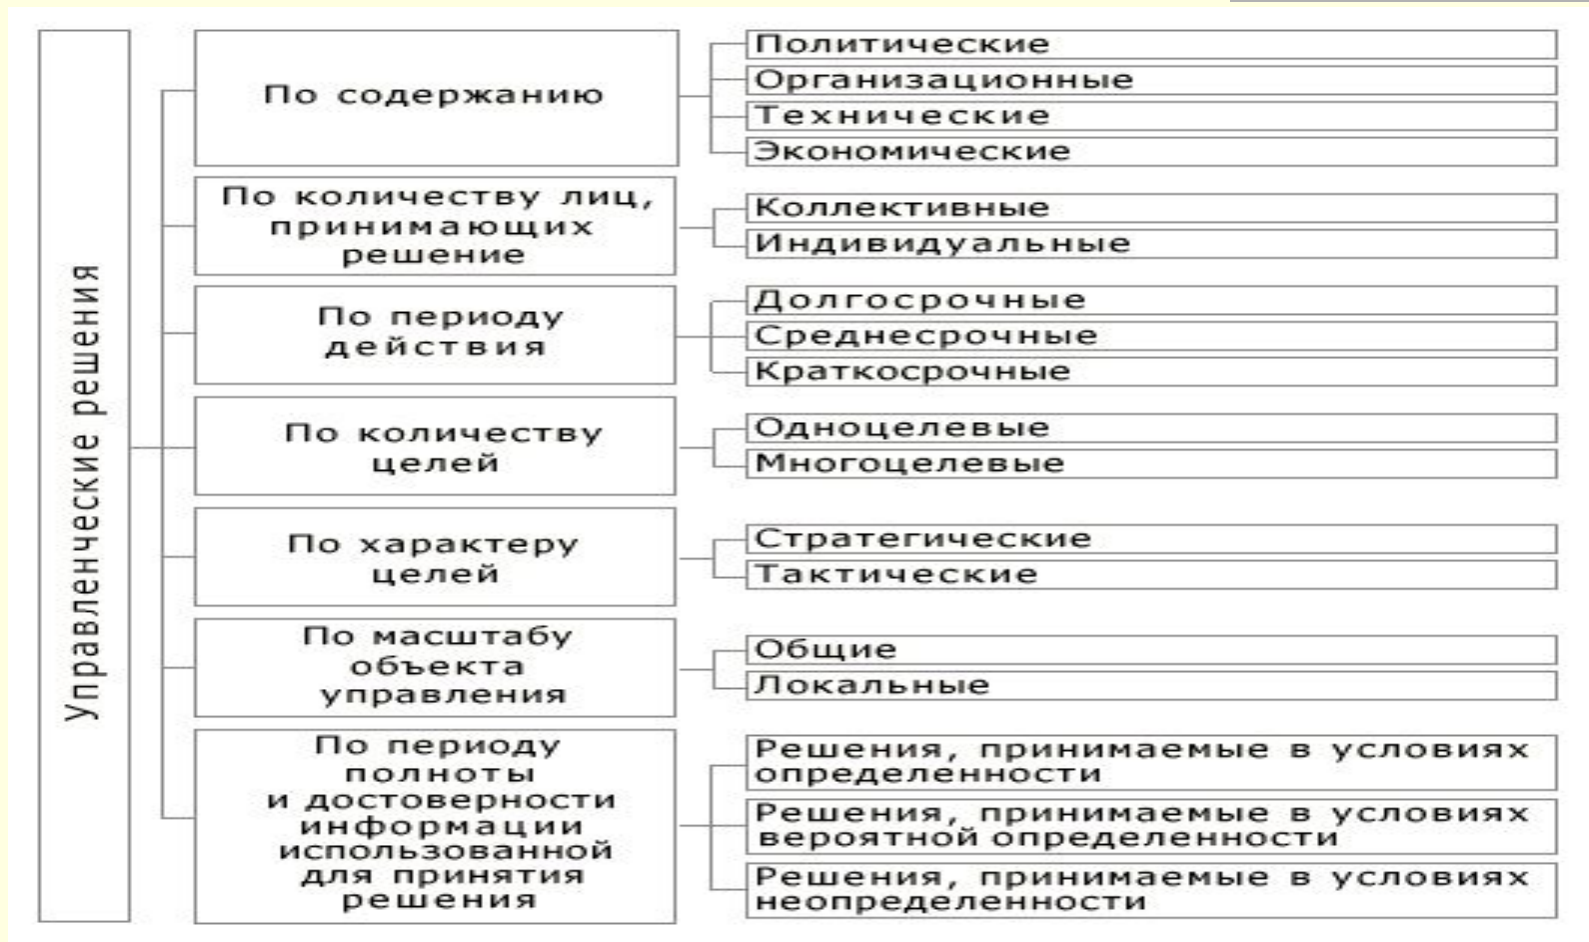 Управленческие решения
По содержанию
Политические
Организационные
Технические
Экономические
По количеству лиц,
принимающих
решение
Коллективные
Индивидуальные
По периоду
действия
Долгосрочные
Среднесрочные
Краткосрочные
По количеству
целей
Одноцелевые
Многоцелевые
По характеру
целей
Стратегические
Тактические
По масштабу
объекта
управления
Общие
Локальные
По периоду
полноты
и достоверности
информации
использованной
для принятия
решения
Решения, принимаемые в условиях
определенности
Решения, принимаемые в условиях
вероятной определенности
Решения, принимаемые в условиях
неопределенности